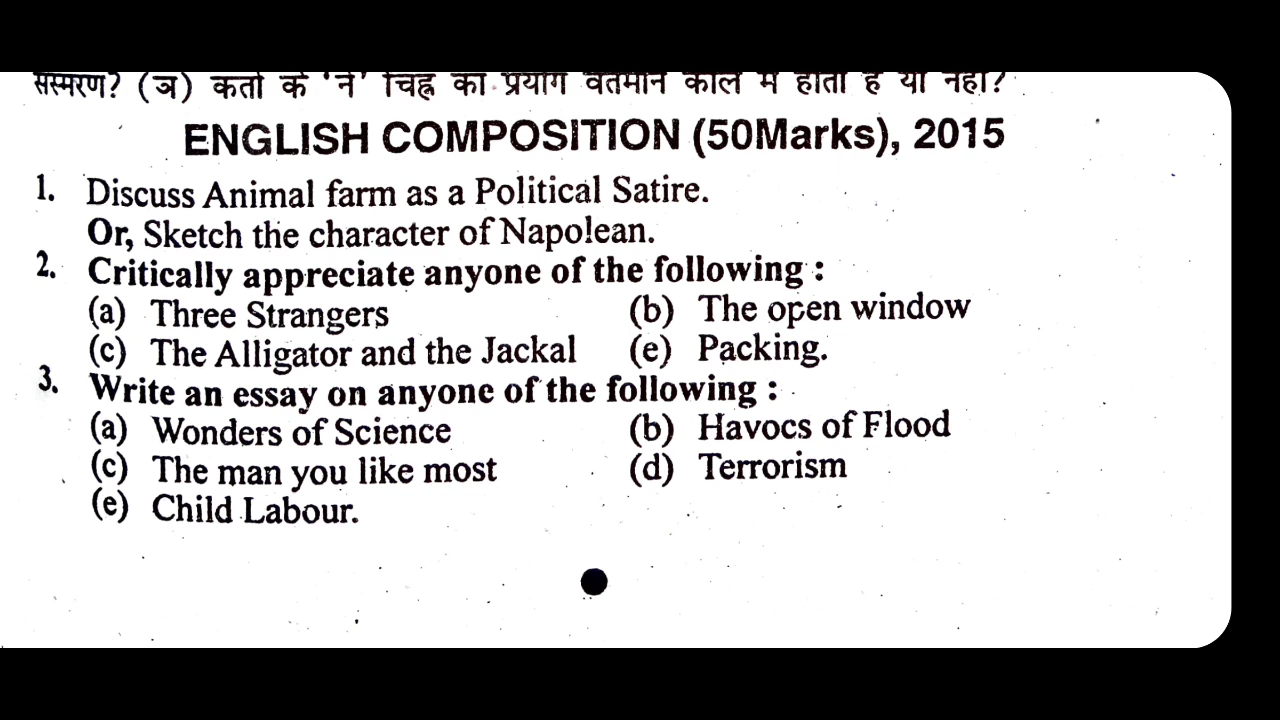 संस्मरण? (ञ) कर्ता के 'ने' चिह्न का प्रयोग वर्तमान काल में होता है या नहीं?
ENGLISH COMPOSITION (50Marks), 2015
1. Discuss Animal farm as a Political Satire.
Or, Sketch the character of Napolean.
2. Critically appreciate anyone of the following :
(a) Three Strangers (b) The open window
(c) The Alligator and the Jackal (e) Packing.
3. Write an essay on anyone of the following :
(a) Wonders of Science (b) Havocs of Flood
(c) The man you like most (d) Terrorism
(e) Child Labour.